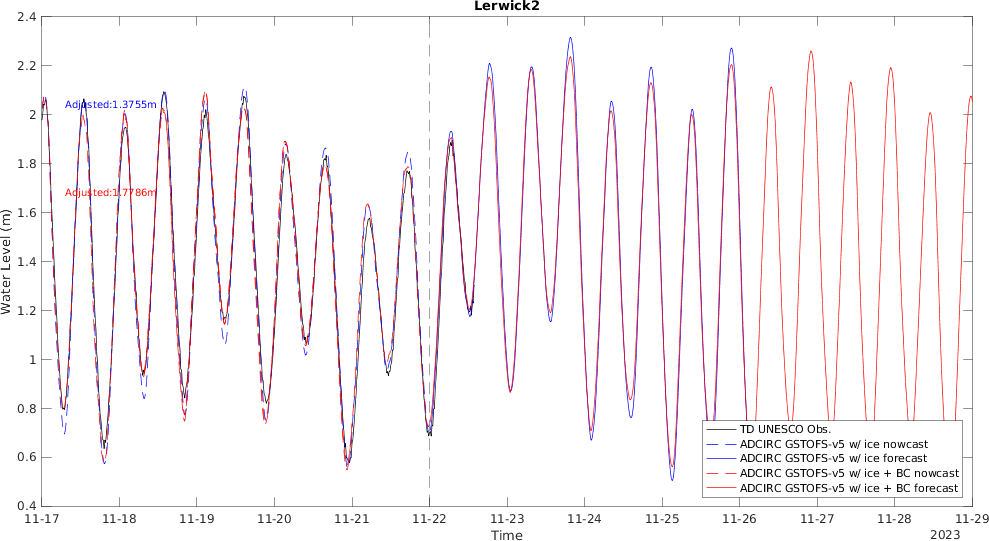 Lerwick2
2.4
2.2
2
1.8
1.6
1.4
1.2
1
0.8
0.6
0.4
Water Level (m)
Adjusted:1.3755m
Adjusted:1.7786m
TD UNESCO Obs.
ADCIRC GSTOFS-v5 w/ ice nowcast
ADCIRC GSTOFS-v5 w/ ice forecast
ADCIRC GSTOFS-v5 w/ ice + BC nowcast
ADCIRC GSTOFS-v5 w/ ice + BC forecast
11-17 11-18 11-19 11-20 11-21 11-22 11-23 11-24 11-25 11-26 11-27 11-28 11-29
Time
2023